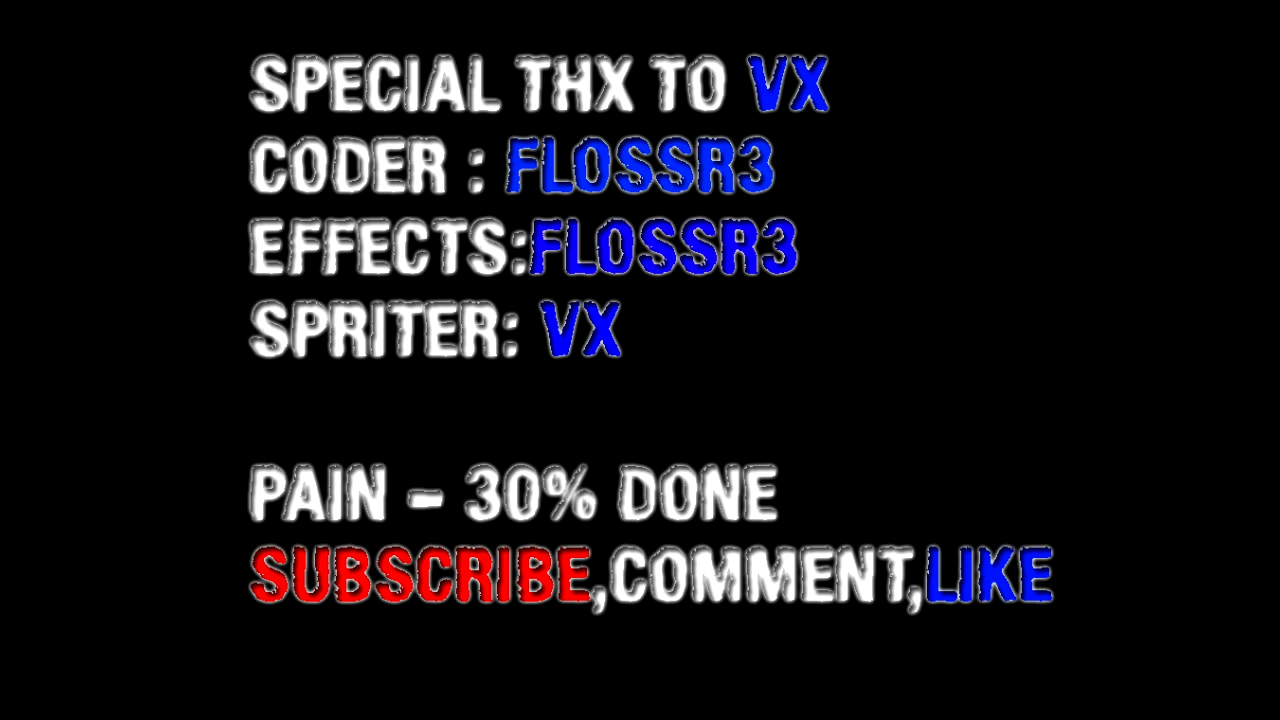 SPECIAL THX TO VX
CODER : FLOSSR3
EFFECTS:FLOSSR3
SPRITER: VX
PAIN - 30% DONE
SUBSCRIBE,COMMENT,LIKE